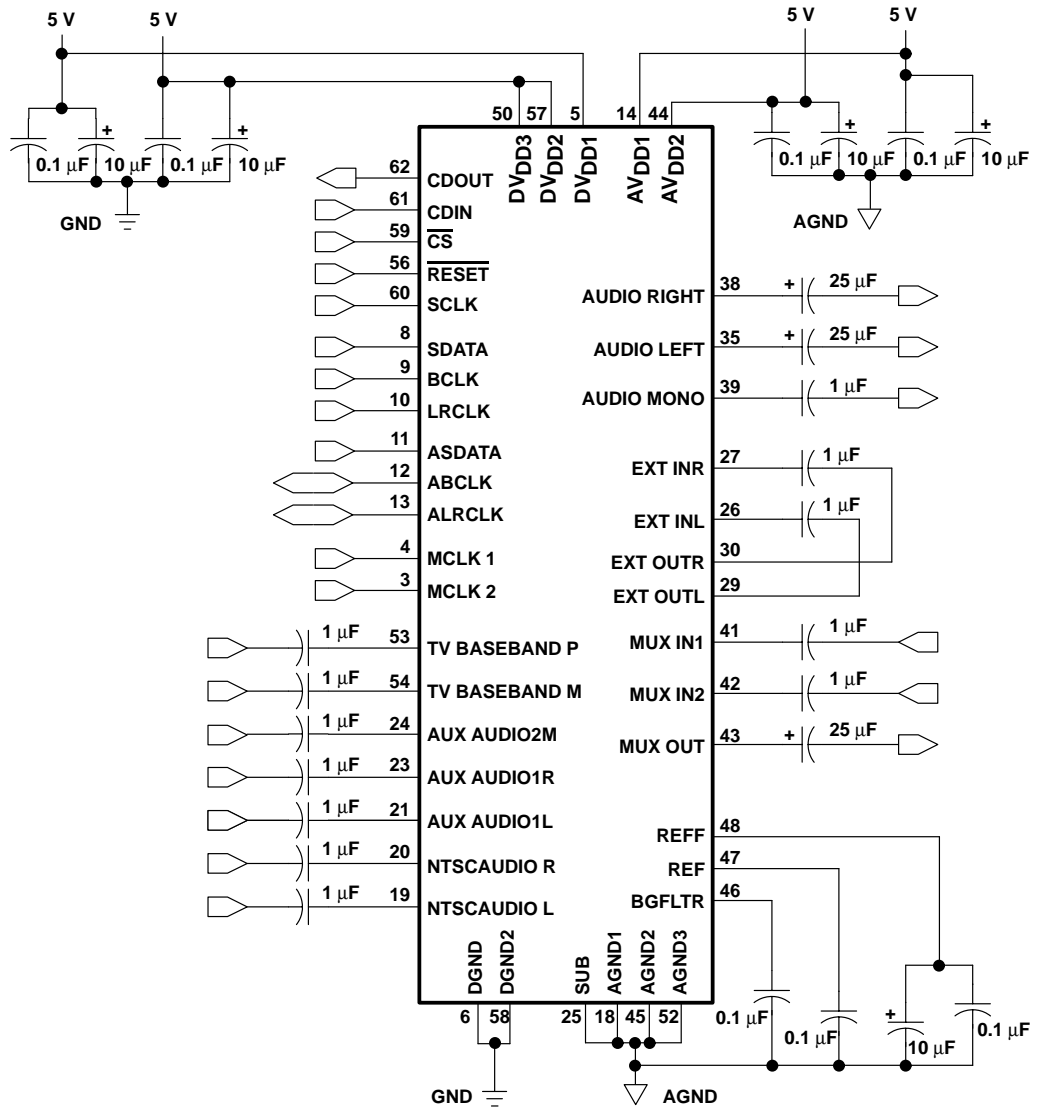 5 V
5 V
5 V
5 V
50
57
5
14
44
0.1 μF
+
10 μF
0.1 μF
+
10 μF
0.1 μF
+
10 μF
0.1 μF
+
10 μF
GND
AGND
DVDD3
DVDD2
DVDD1
AVDD1
AVDD2
62
CDOUT
61
CDIN
59
CS
56
RESET
60
SCLK
8
SDATA
9
BCLK
10
LRCLK
11
ASDATA
12
ABCLK
13
ALRCLK
4
MCLK 1
3
MCLK 2
1 μF
53
TV BASEBAND P
1 μF
54
TV BASEBAND M
1 μF
24
AUX AUDIO2M
1 μF
23
AUX AUDIO1R
1 μF
21
AUX AUDIO1L
1 μF
20
NTSCAUDIO R
1 μF
19
NTSCAUDIO L
AUDIO RIGHT
38
+
25 μF
AUDIO LEFT
35
+
25 μF
AUDIO MONO
39
1 μF
EXT INR
27
1 μF
EXT INL
26
1 μF
EXT OUTR
30
EXT OUTL
29
MUX IN1
41
1 μF
MUX IN2
42
1 μF
MUX OUT
43
+
25 μF
REFF
48
REF
47
BGFLTR
46
DGND
DGND2
SUB
AGND1
AGND2
AGND3
6
58
25
18
45
52
0.1 μF
0.1 μF
+
10 μF
0.1 μF
GND
AGND